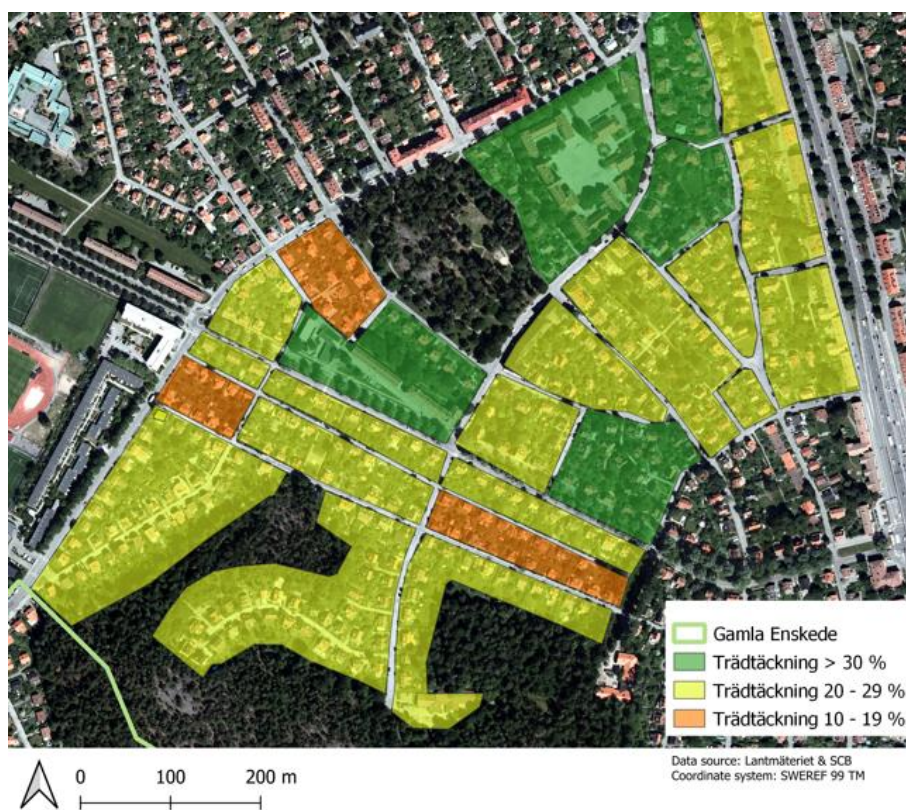 Gamla Enskede
Trädtäckning > 30 %
Trädtäckning 20 - 29 %
Trädtäckning 10 - 19 %
Data source: Lantmäteriet & SCB
Coordinate system: SWEREF 99 TM
0 100 200 m